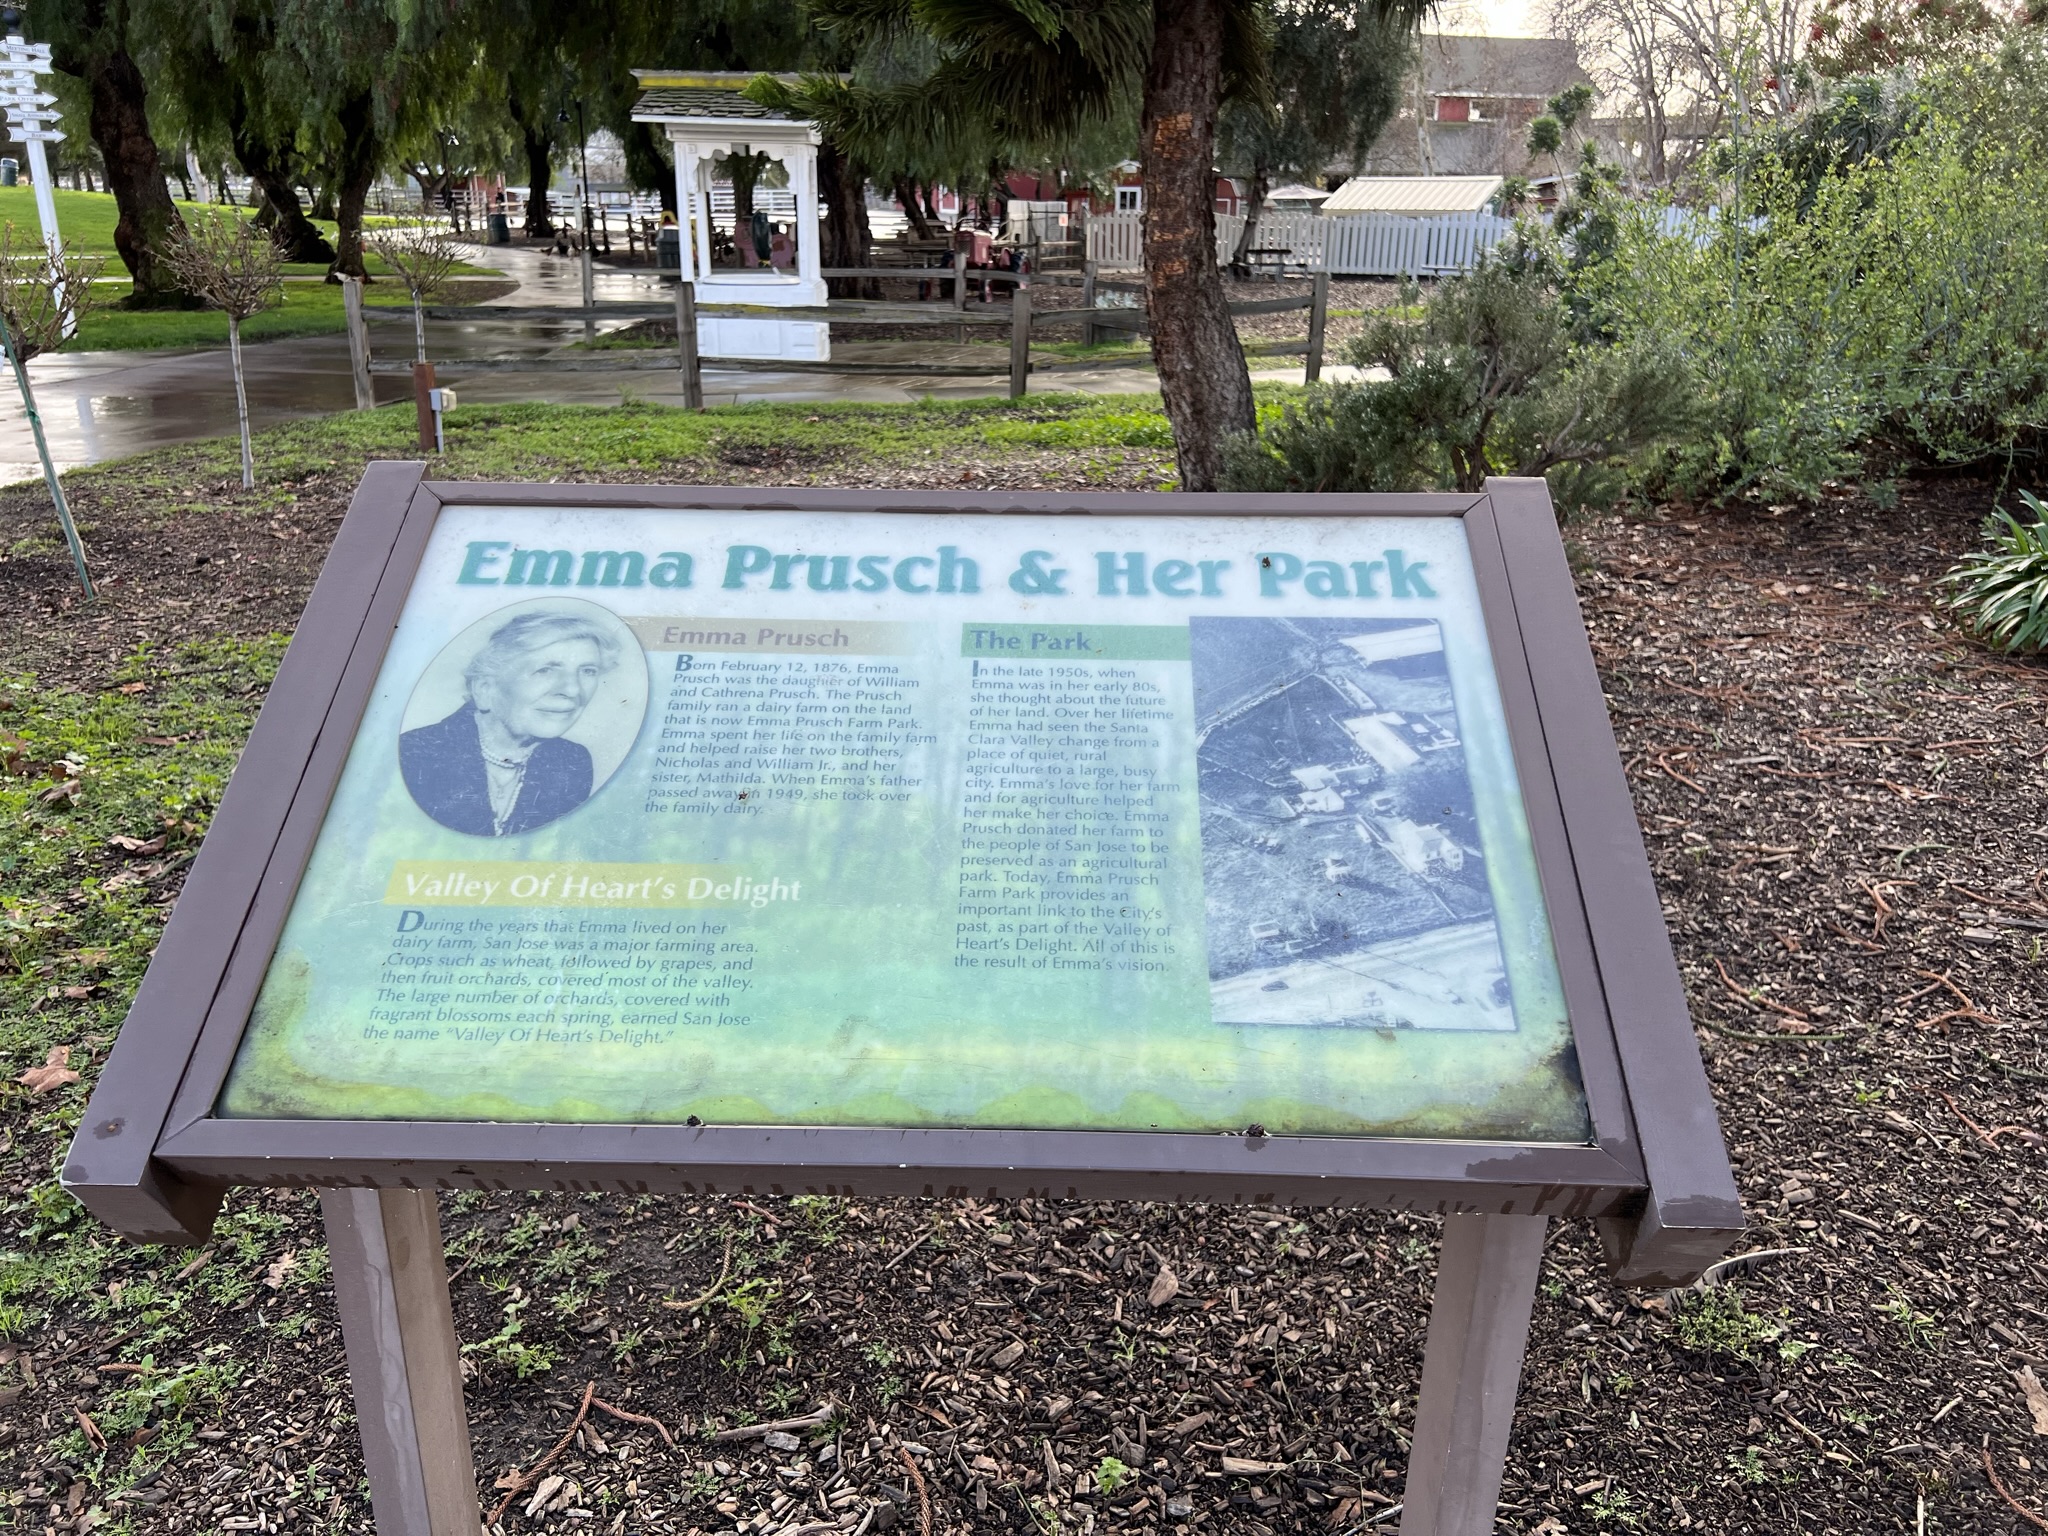 MEETING HALL
BARN
Emma Prusch & Her Park
Emma Prusch
Born February 12, 1876, Emma
Prusch was the daughter of William
and Cathrena Prusch. The Prusch
family ran a dairy farm on the land
that is now Emma Prusch Farm Park.
Emma spent her life on the family farm
and helped raise her two brothers,
Nicholas and William Jr., and her
sister, Mathilda. When Emma's father
passed away in 1949, she took over
the family dairy.
Valley Of Heart's Delight
During the years that Emma lived on her
dairy farm, San Jose was a major farming area.
Crops such as wheat, followed by grapes, and
then fruit orchards, covered most of the valley.
The large number of orchards, covered with
fragrant blossoms each spring, earned San Jose
the name "Valley Of Heart's Delight."
The Park
In the late 1950s, when
Emma was in her early 80s,
she thought about the future
of her land. Over her lifetime
Emma had seen the Santa
Clara Valley change from a
place of quiet, rural
agriculture to a large, busy
city. Emma's love for her farm
and for agriculture helped
her make her choice. Emma
Prusch donated her farm to
the people of San Jose to be
preserved as an agricultural
park. Today, Emma Prusch
Farm Park provides an
important link to the City's
past, as part of the Valley of
Heart's Delight. All of this is
the result of Emma's vision.